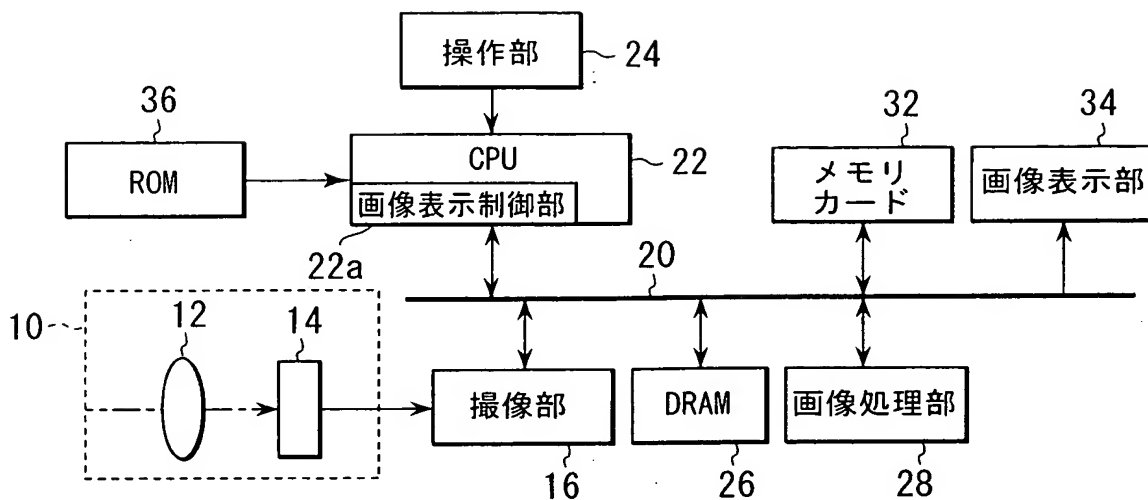 操作部
24
36
ROM
CPU
22
画像表示制御部
22a
32
メモリ
カード
34
画像表示部
20
10
12
14
撮像部
16
DRAM
26
画像処理部
28